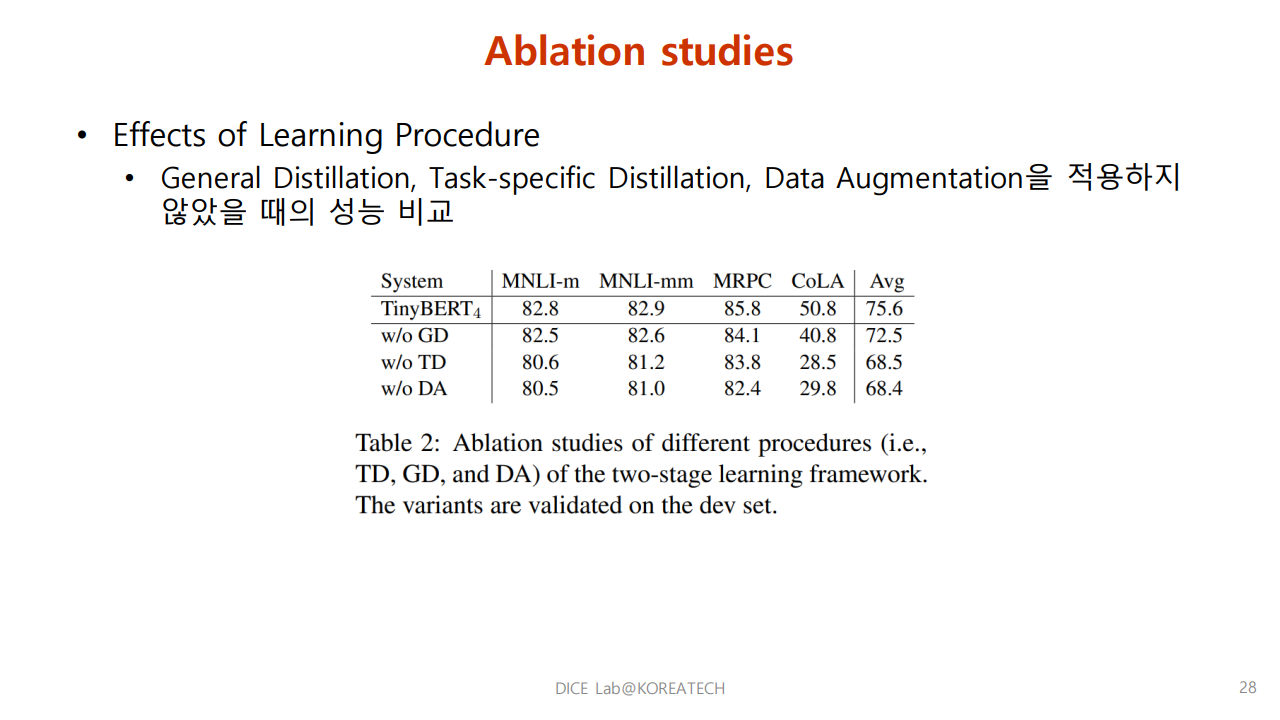 Ablation studies
• Effects of Learning Procedure
• General Distillation, Task-specific Distillation, Data Augmentation을 적용하지
않았을 때의 성능 비교
System MNLI-m MNLI-mm MRPC CoLA Avg
TinyBERT4 82.8 82.9 85.8 50.8 75.6
w/o GD 82.5 82.6 84.1 40.8 72.5
w/o TD 80.6 81.2 83.8 28.5 68.5
w/o DA 80.5 81.0 82.4 29.8 68.4
Table 2: Ablation studies of different procedures (i.e.,
TD, GD, and DA) of the two-stage learning framework.
The variants are validated on the dev set.
DICE Lab@KOREATECH
28